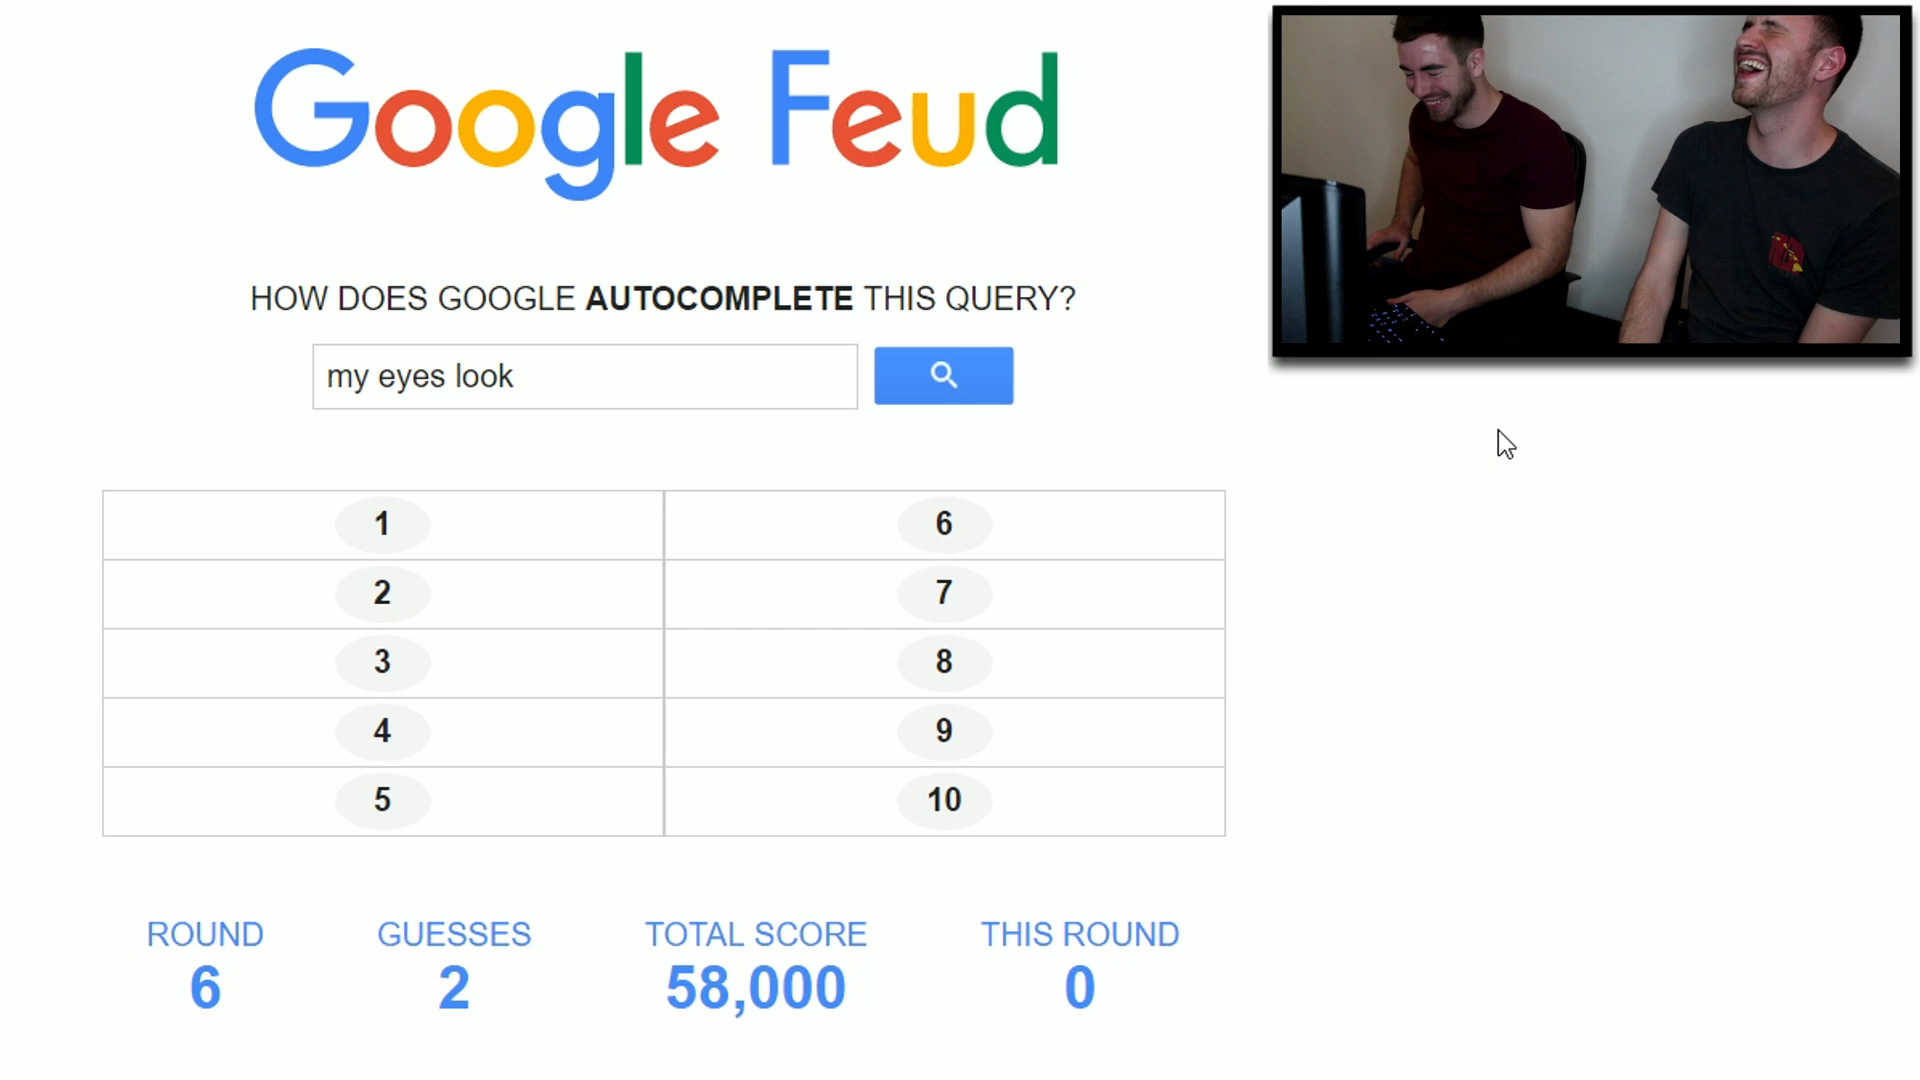 Google Feud
HOW DOES GOOGLE AUTOCOMPLETE THIS QUERY?
my eyes look
1 6
2 7
3 8
4 9
5 10
ROUND GUESSES TOTAL SCORE THIS ROUND
6 2 58,000 0